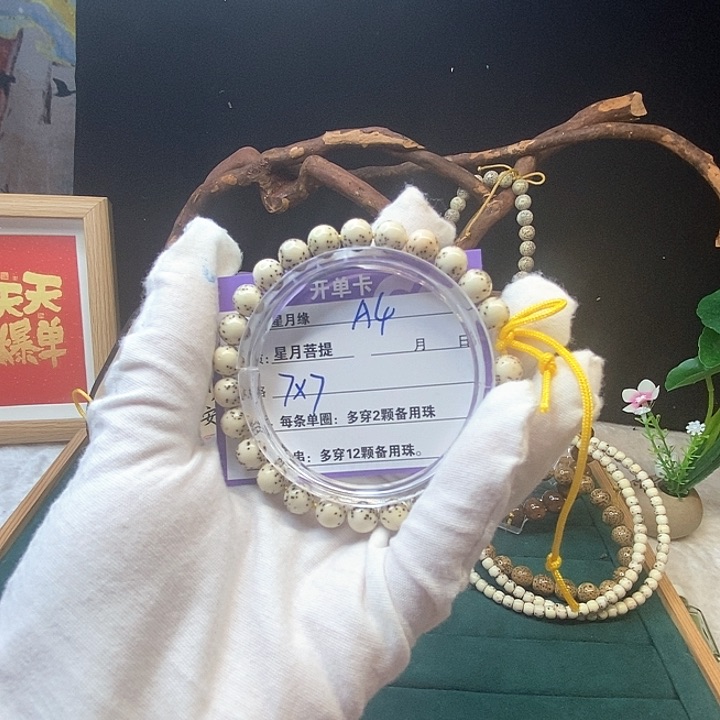 开单卡
星月缘
A4
星月菩提
月 日
7X7
每条单圈：多穿2颗备用珠
串：多穿12颗备用珠。
天天
爆单